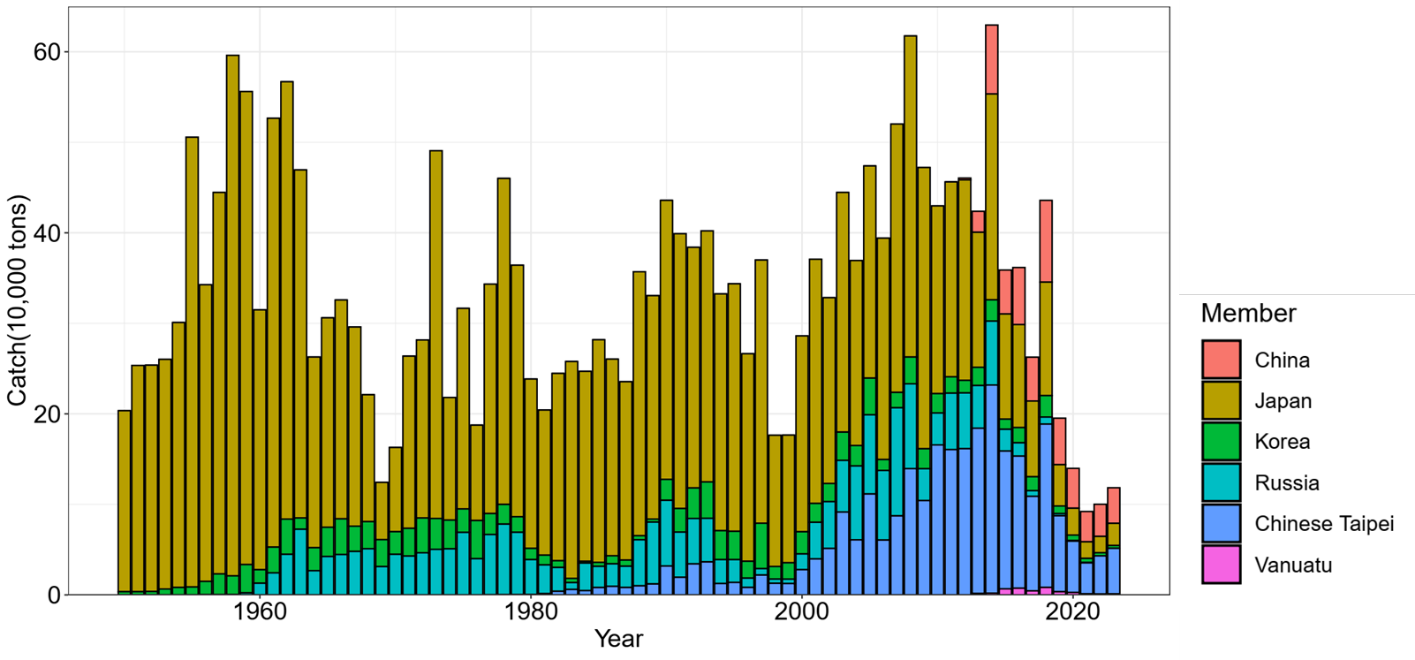 Catch(10,000 tons)
60
40
20
0
1960
1980
2000
2020
Year
Member
China
Japan
Korea
Russia
Chinese Taipei
Vanuatu